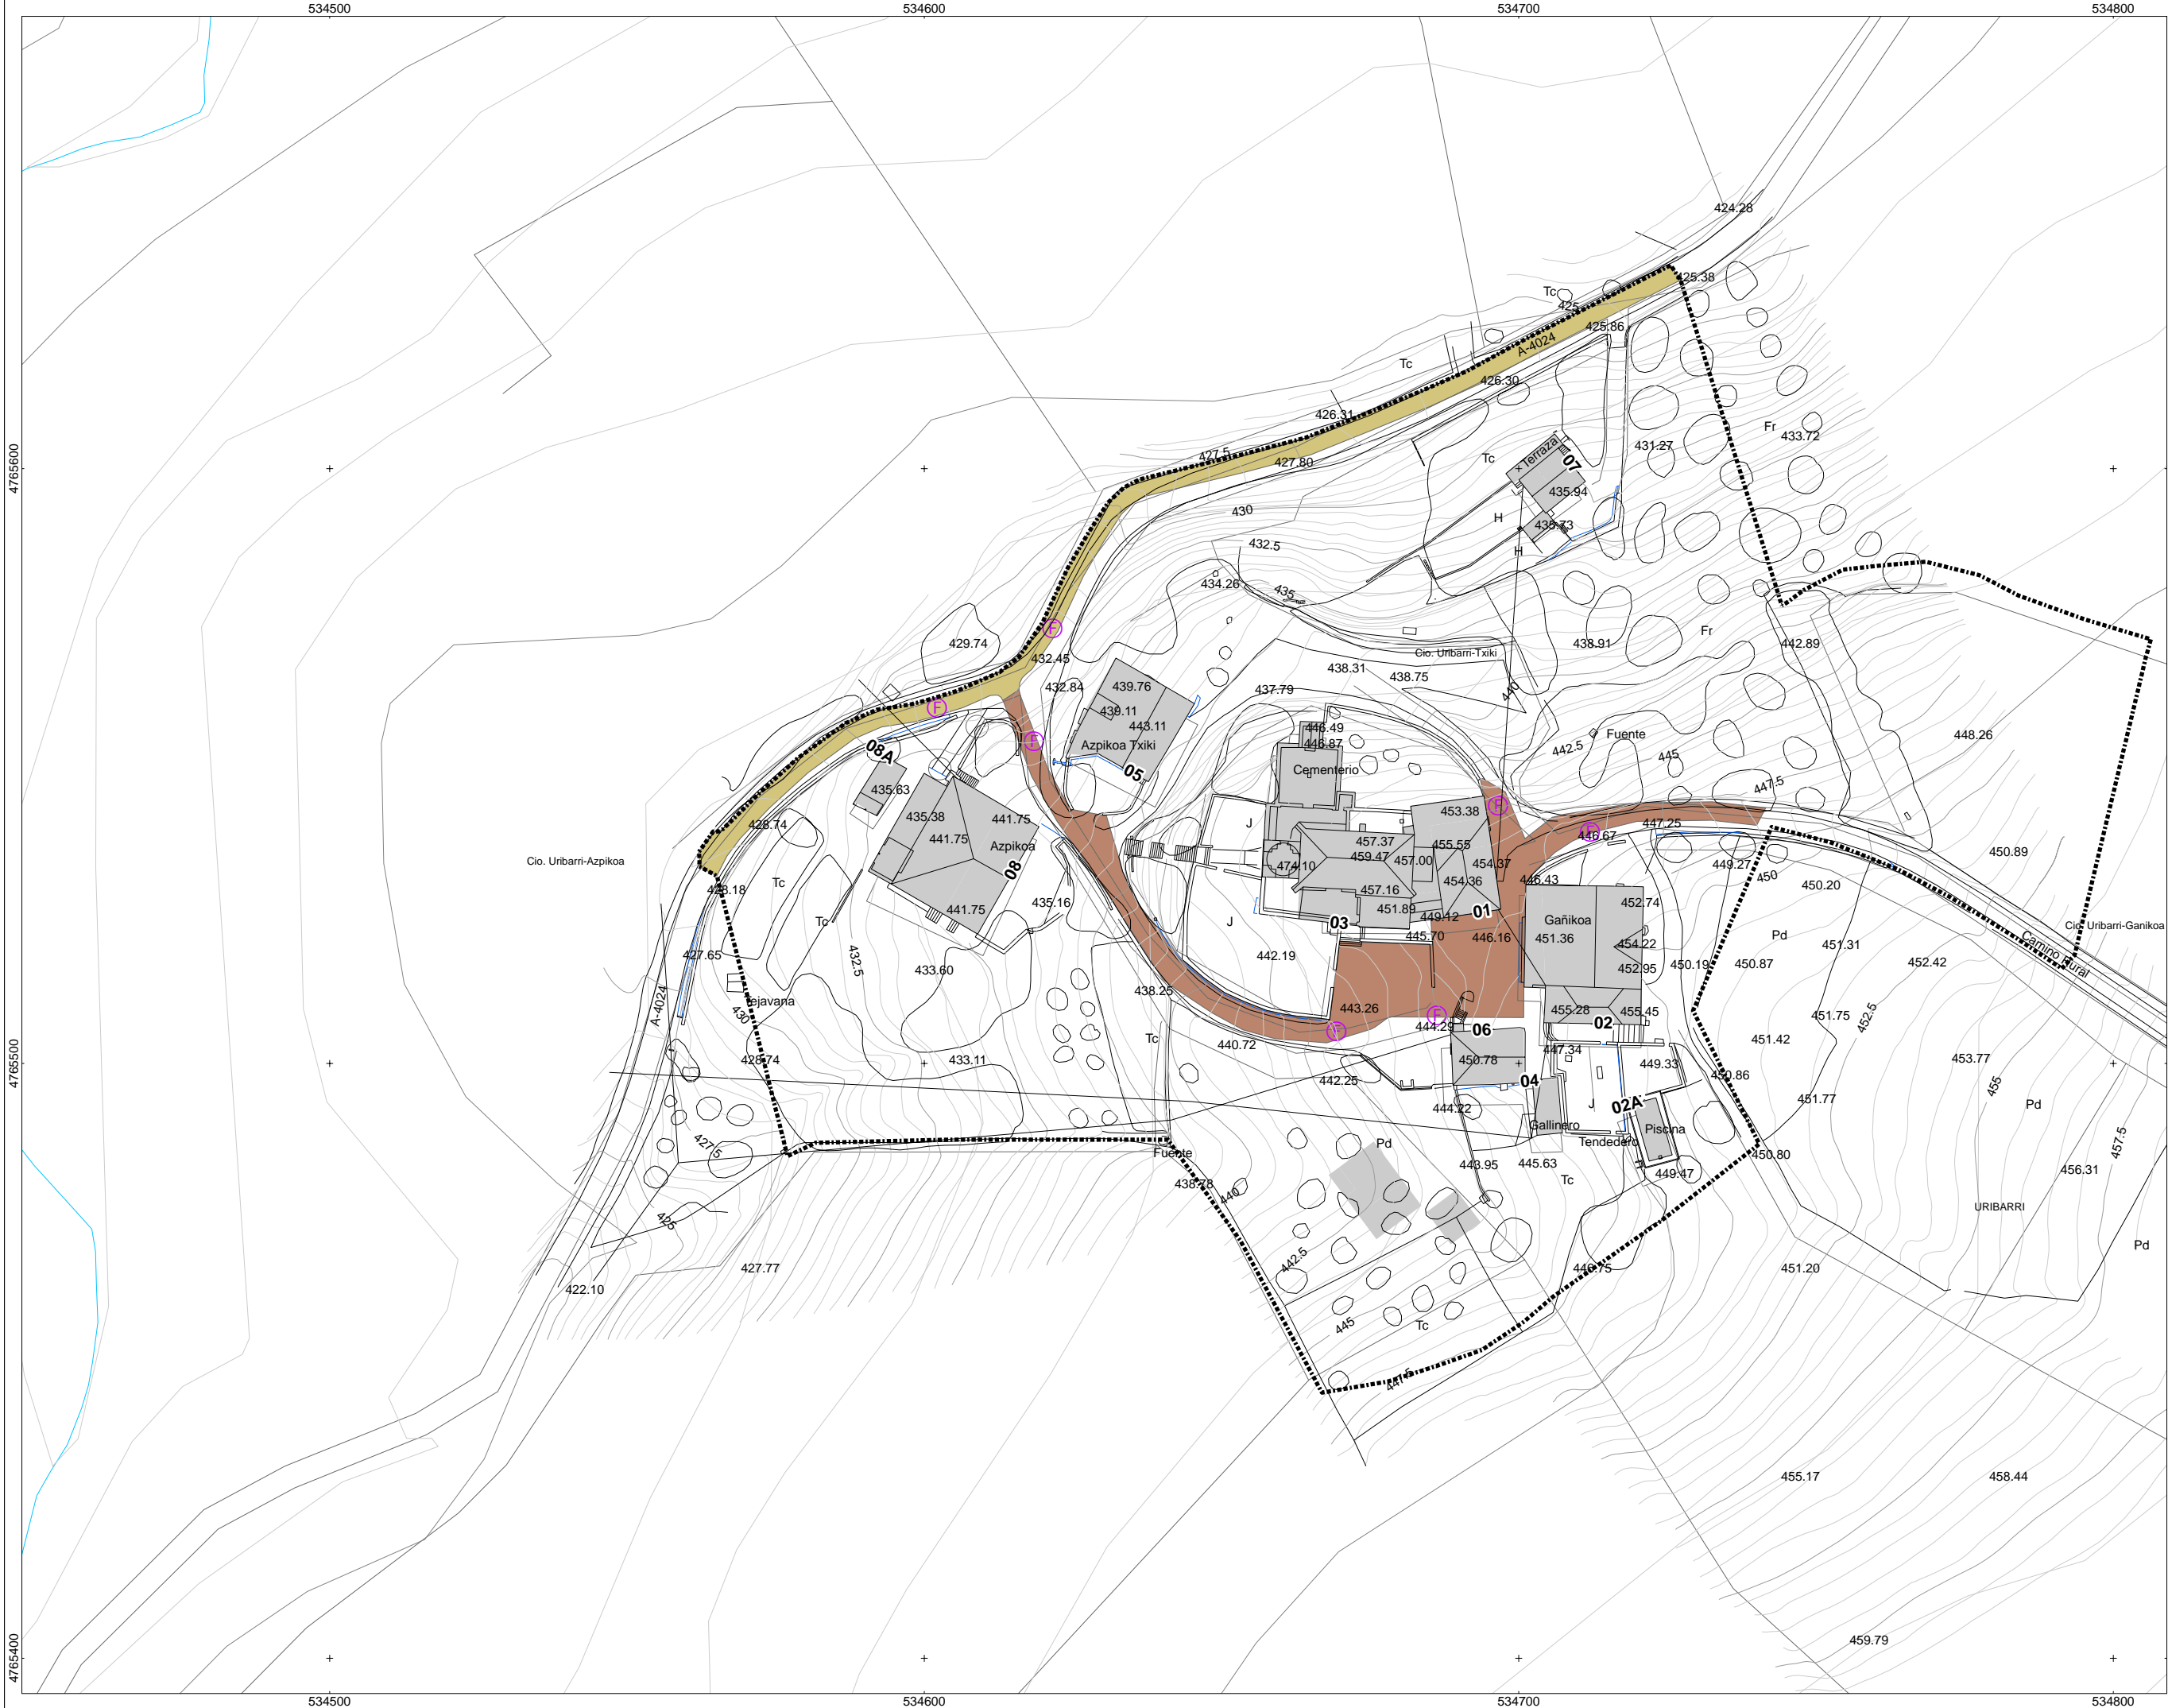 534500 534600 534700 534800
424.28
425.38
Tc
425
425.86
A-4024
Tc
426.30
426.31
Fr
433.72
427.5
427.80
431.27
Tc
x Terraza
07
435.94
4765600
430
H
435.73
432.5
H
434.26
435
429.74
438.91
Fr
442.89
Cio. Uribarri-Txiki
432.45
438.31
438.75
432.84
439.76
437.79
440
F
439.11
443.11
446.49
Fuente
448.26
F
F
Azpikoa Txiki
446.87
442.5
445
08A
05
Cementerio
447.5
435.63
453.38
F
435.38
441.75
J
447.25
428.74
441.75
Azpikoa
457.37
455.55
446.67
F
450.89
Cio. Uribarri-Azpikoa
474.10
459.47
457.00
454.37
449.27
08
454.36
446.43
450
450.20
428.18
Tc
457.16
435.16
452.74
Tc
441.75
J
03
451.89
449.12
01
Gañikoa
Cio. Uribarri-Ganikoa
445.70
446.16
451.36
454.22
Pd
451.31
Camino Rural
427.65
432.5
433.60
442.19
452.95
450.19
450.87
452.42
438.25
A-4024
Tejavana
443.26
455.28
455.45
451.75
452.5
430
F
F
444.29
06
02
4765500
428.74
433.11
Tc
440.72
450.78
447.34
449.33
451.42
453.77
442.25
04
450.86
455
444.22
J
02A
451.77
Pd
427.5
Pd
Gallinero
Tendedero
Piscina
457.5
Fuente
443.95
445.63
449.47
450.80
456.31
438.78
440
Tc
425
URIBARRI
427.77
442.5
446.75
451.20
Pd
422.10
445
Tc
447.5
455.17
458.44
4765400
459.79
534500 534600 534700 534800